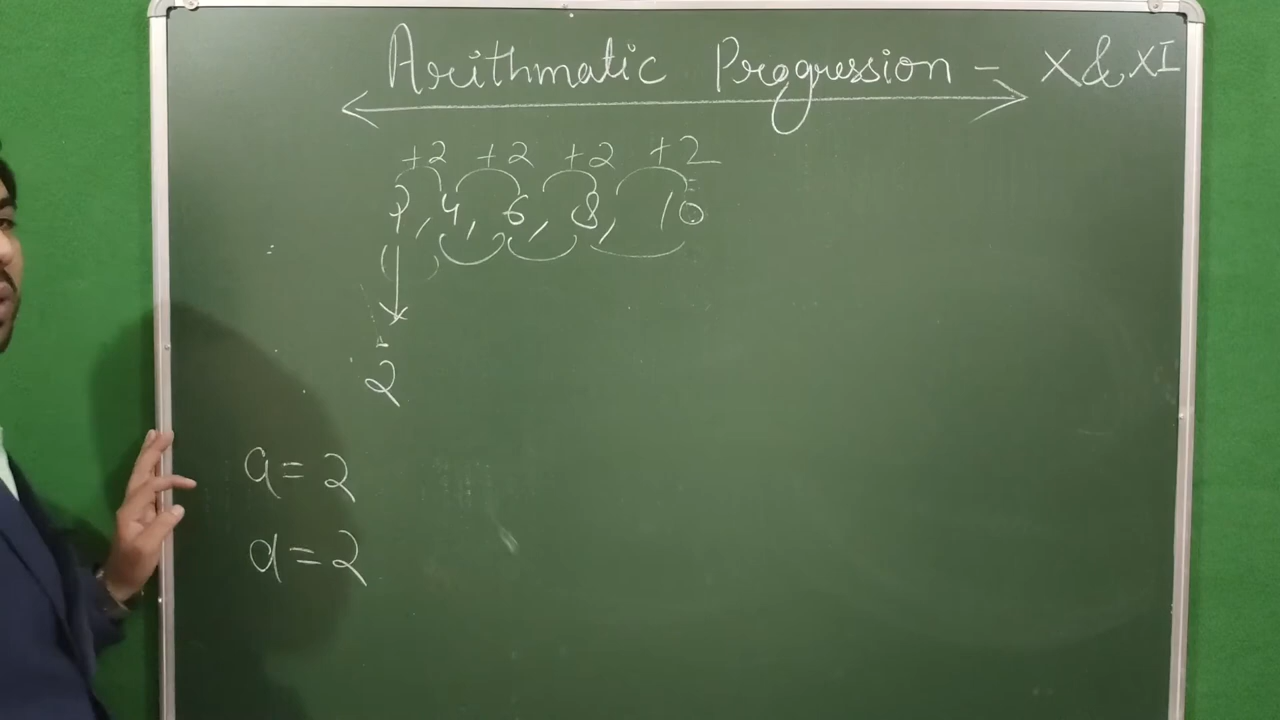 Arithmatic Progression - X & XI
+2 +2 +2 +2
2, 4, 6, 8, 10
2
a = 2
d = 2